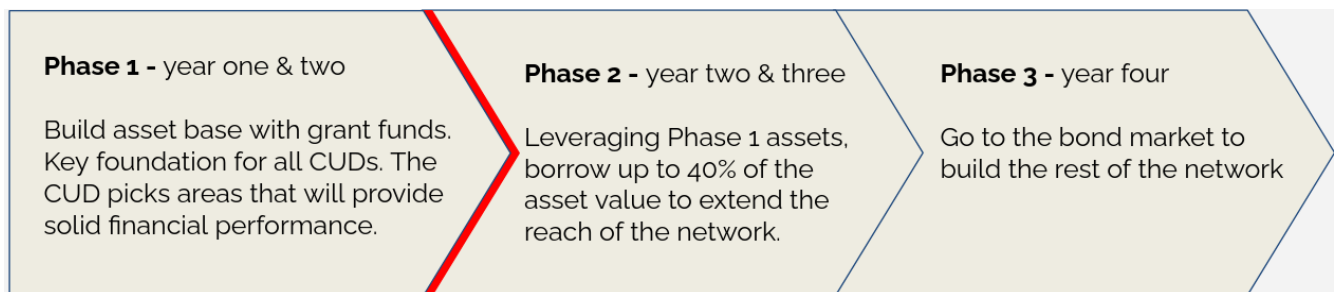 Phase 1 - year one & two
Build asset base with grant funds.
Key foundation for all CUDs. The
CUD picks areas that will provide
solid financial performance.
Phase 2 - year two & three
Leveraging Phase 1 assets,
borrow up to 40% of the
asset value to extend the
reach of the network.
Phase 3 - year four
Go to the bond market to
build the rest of the network